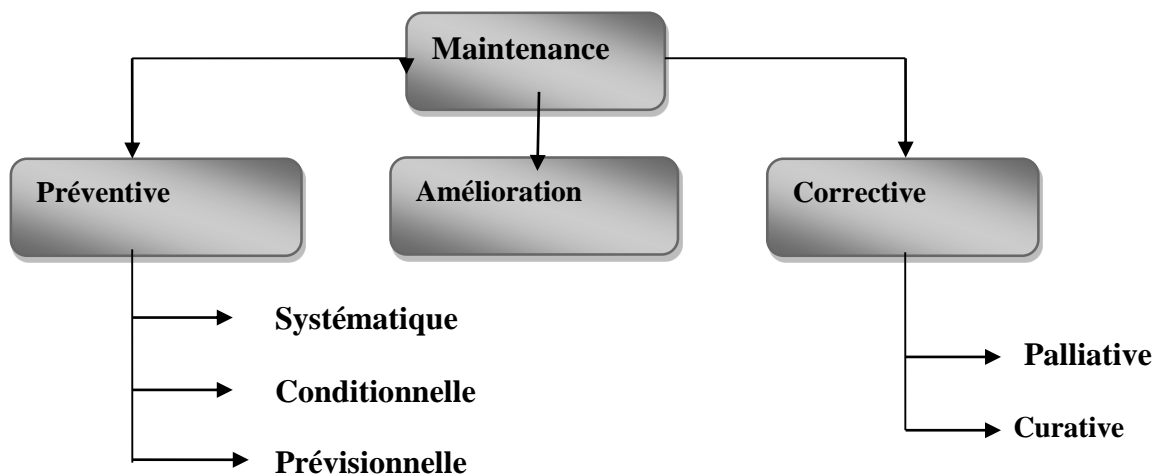 Maintenance
Préventive
Amélioration
Corrective
Systématique
Conditionnelle
Prévisionnelle
Palliative
Curative